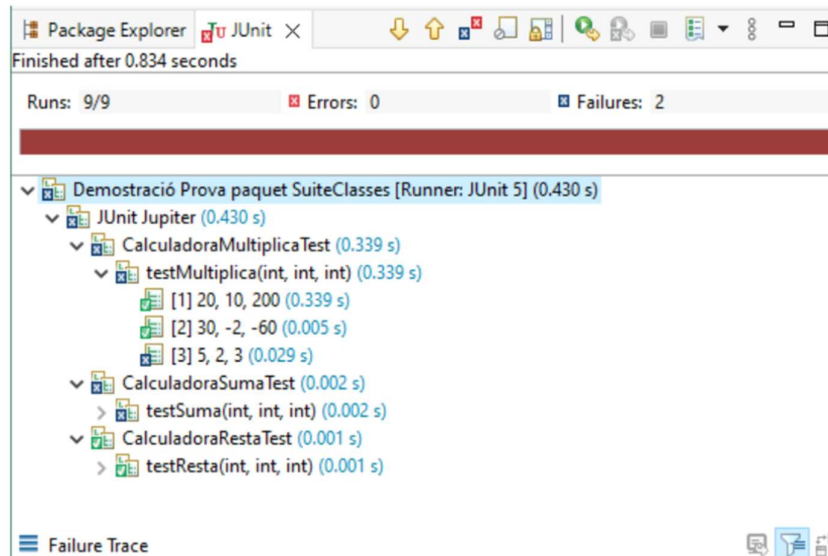 Package Explorer JUnit
Finished after 0.834 seconds
Runs: 9/9 Errors: 0 Failures: 2
Demostració Prova paquet SuiteClasses [Runner: JUnit 5] (0.430 s)
JUnit Jupiter (0.430 s)
CalculadoraMultiplicaTest (0.339 s)
testMultiplica(int, int, int) (0.339 s)
[1] 20, 10, 200 (0.339 s)
[2] 30, -2, -60 (0.005 s)
[3] 5, 2, 3 (0.029 s)
CalculadoraSumaTest (0.002 s)
testSuma(int, int, int) (0.002 s)
CalculadoraRestaTest (0.001 s)
testResta(int, int, int) (0.001 s)
Failure Trace